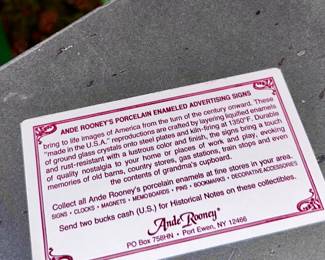 ANDE ROONEY'S PORCELAIN ENAMELED ADVERTISING SIGNS
bring to life images of America from the turn of the century onward. These
"made in the U.S.A." reproductions are crafted by layering liquified enamels
of ground glass crystals onto steel plates and kiln-firing at 1350°F. Durable
and rust-resistant with a lustrous color and finish, the signs bring a touch
of quality nostalgia to your home or places of work and play, evoking
memories of old barns, country stores, gas stations, train stops and even
the contents of grandma's cupboard.
Collect all Ande Rooney's porcelain enamels at fine stores in your area.
SIGNS • CLOCKS • MAGNETS • MEMOBOARDS • PINS • BOOKMARKS • DECORATIVE ACCESSORIES
Send two bucks cash (U.S.) for Historical Notes on these collectibles.
Ande Rooney®
PO Box 758HN • Port Ewen, NY 12466